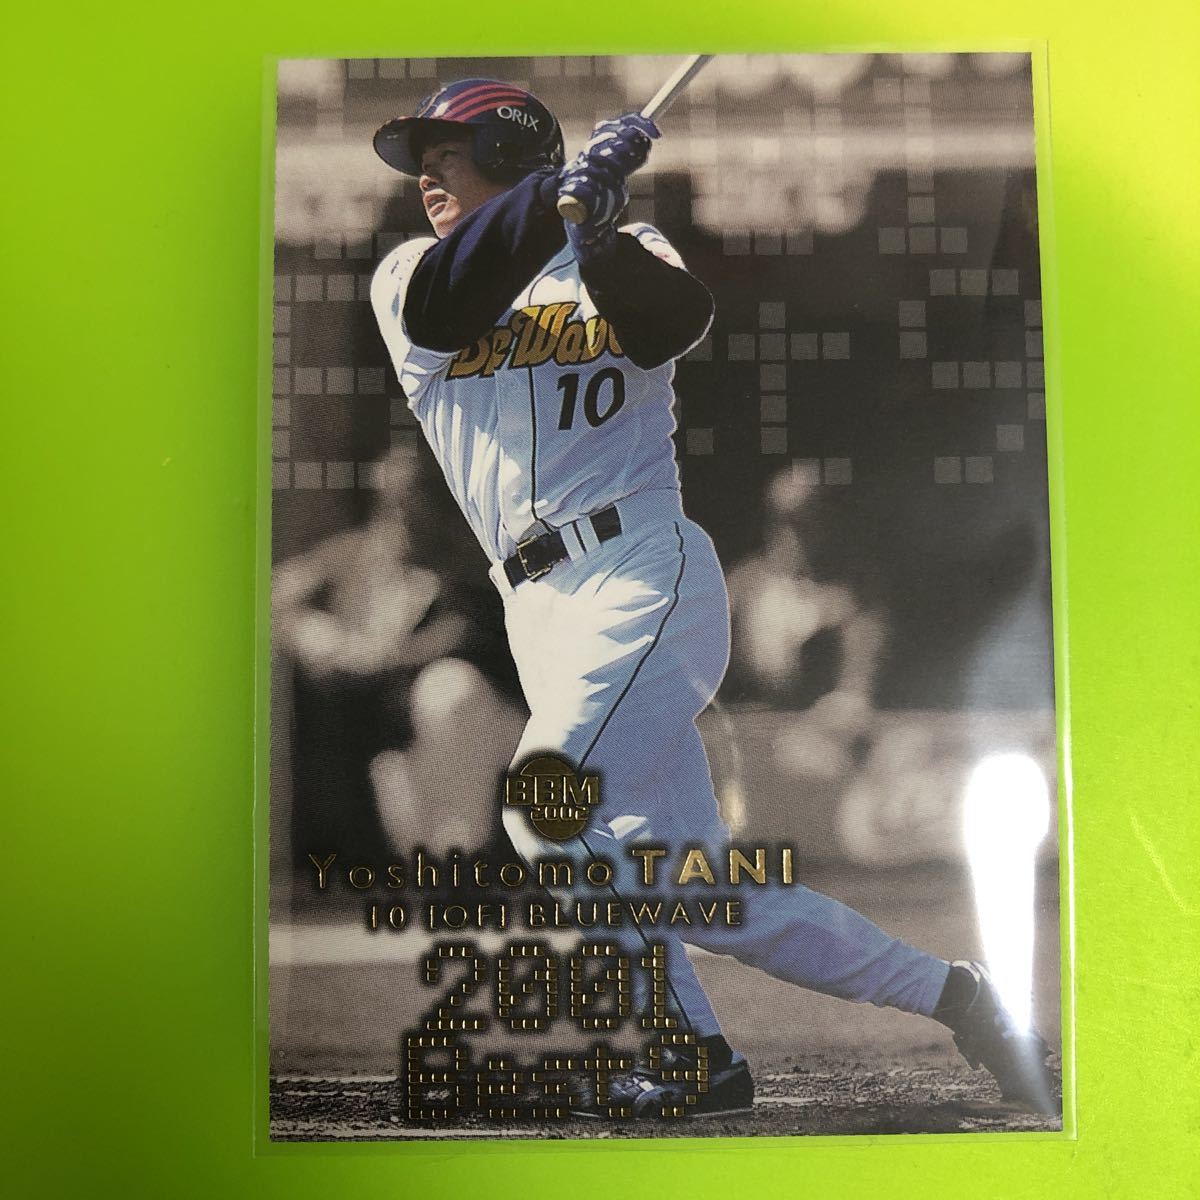 ORIX
BlueWave
10
BBM
2002
Yoshitomo TANI
10 [OF] BLUEWAVE
2001
Best 9